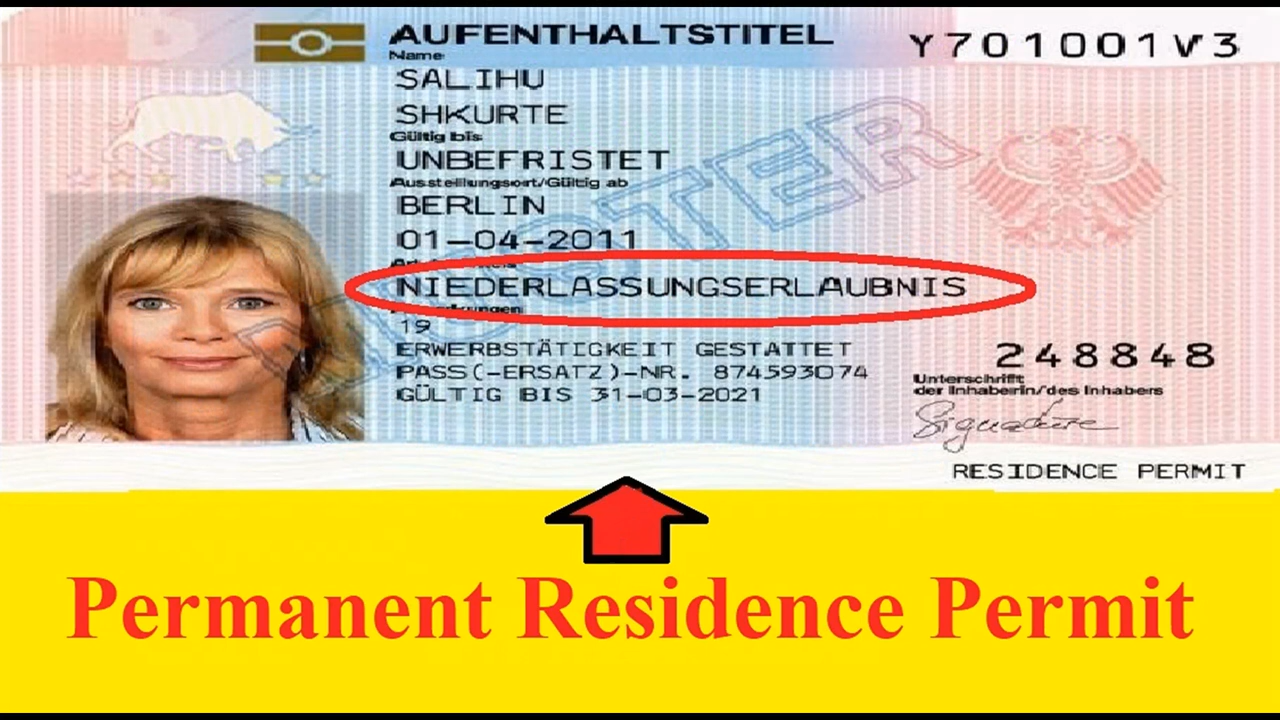 AUFENTHALTSTITEL
Y701001V3
Name
SALIHU
SHKURTE
Gültig bis
UNBEFRISTET
Ausstellungsort/Gültig ab
BERLIN
01-04-2011
NIEDERLASSUNGSERLAUBNIS
19
ERWERBSTÄTIGKEIT GESTATTET
PASS(-ERSATZ)-NR. 874593074
GÜLTIG BIS 31-03-2021
248848
Unterschrift
der Inhaberin/des Inhabers
Signature
RESIDENCE PERMIT
Permanent Residence Permit